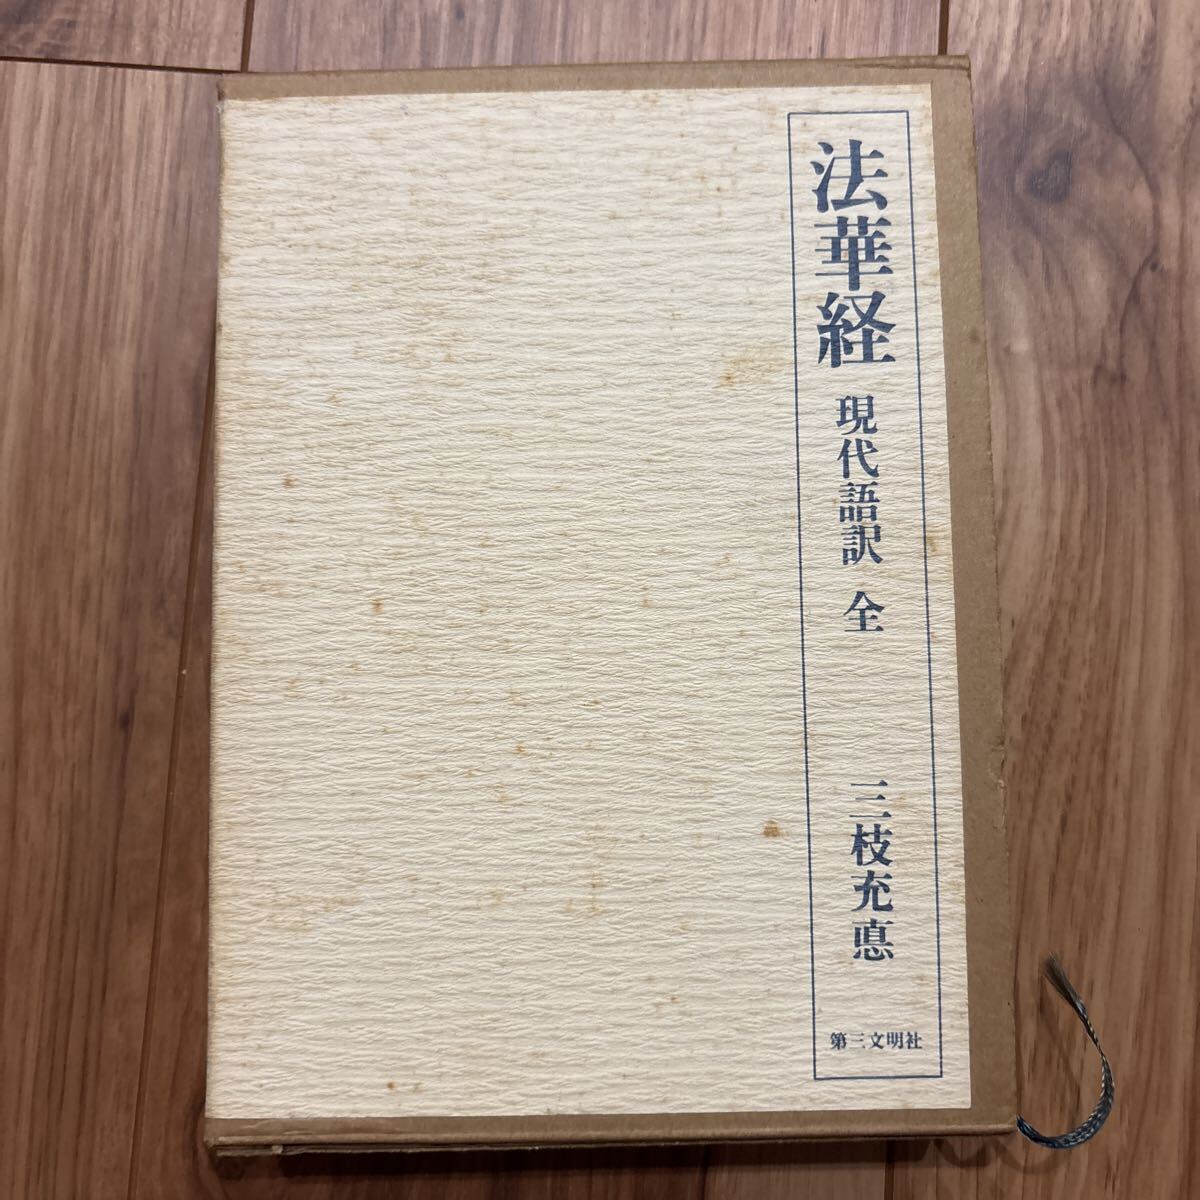 法華経 現代語訳 全
三枝充悳
第三文明社